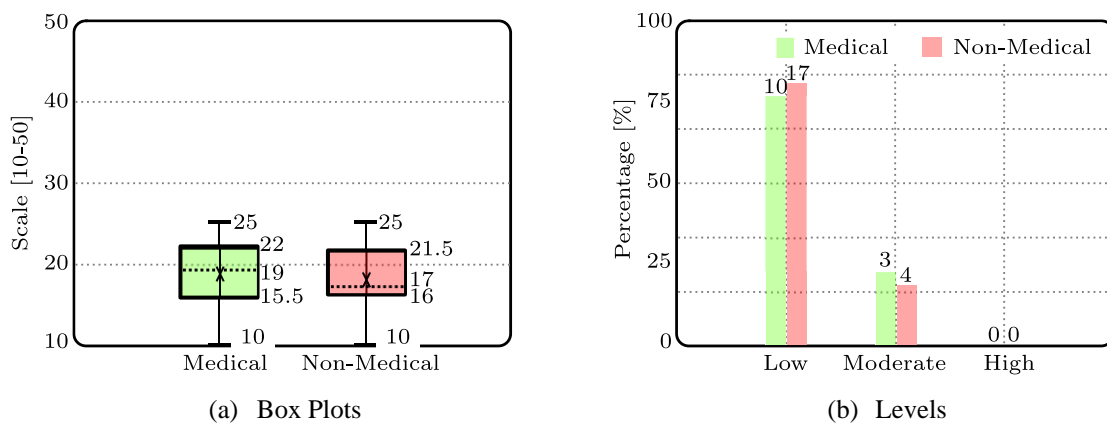 50
40
30
20
10
Scale [10-50]
25
22
19
15.5
10
25
21.5
17
16
10
Medical
Non-Medical
(a) Box Plots
100
75
50
25
0
Percentage [%]
Medical
Non-Medical
10
17
3
4
0 0
Low
Moderate
High
(b) Levels